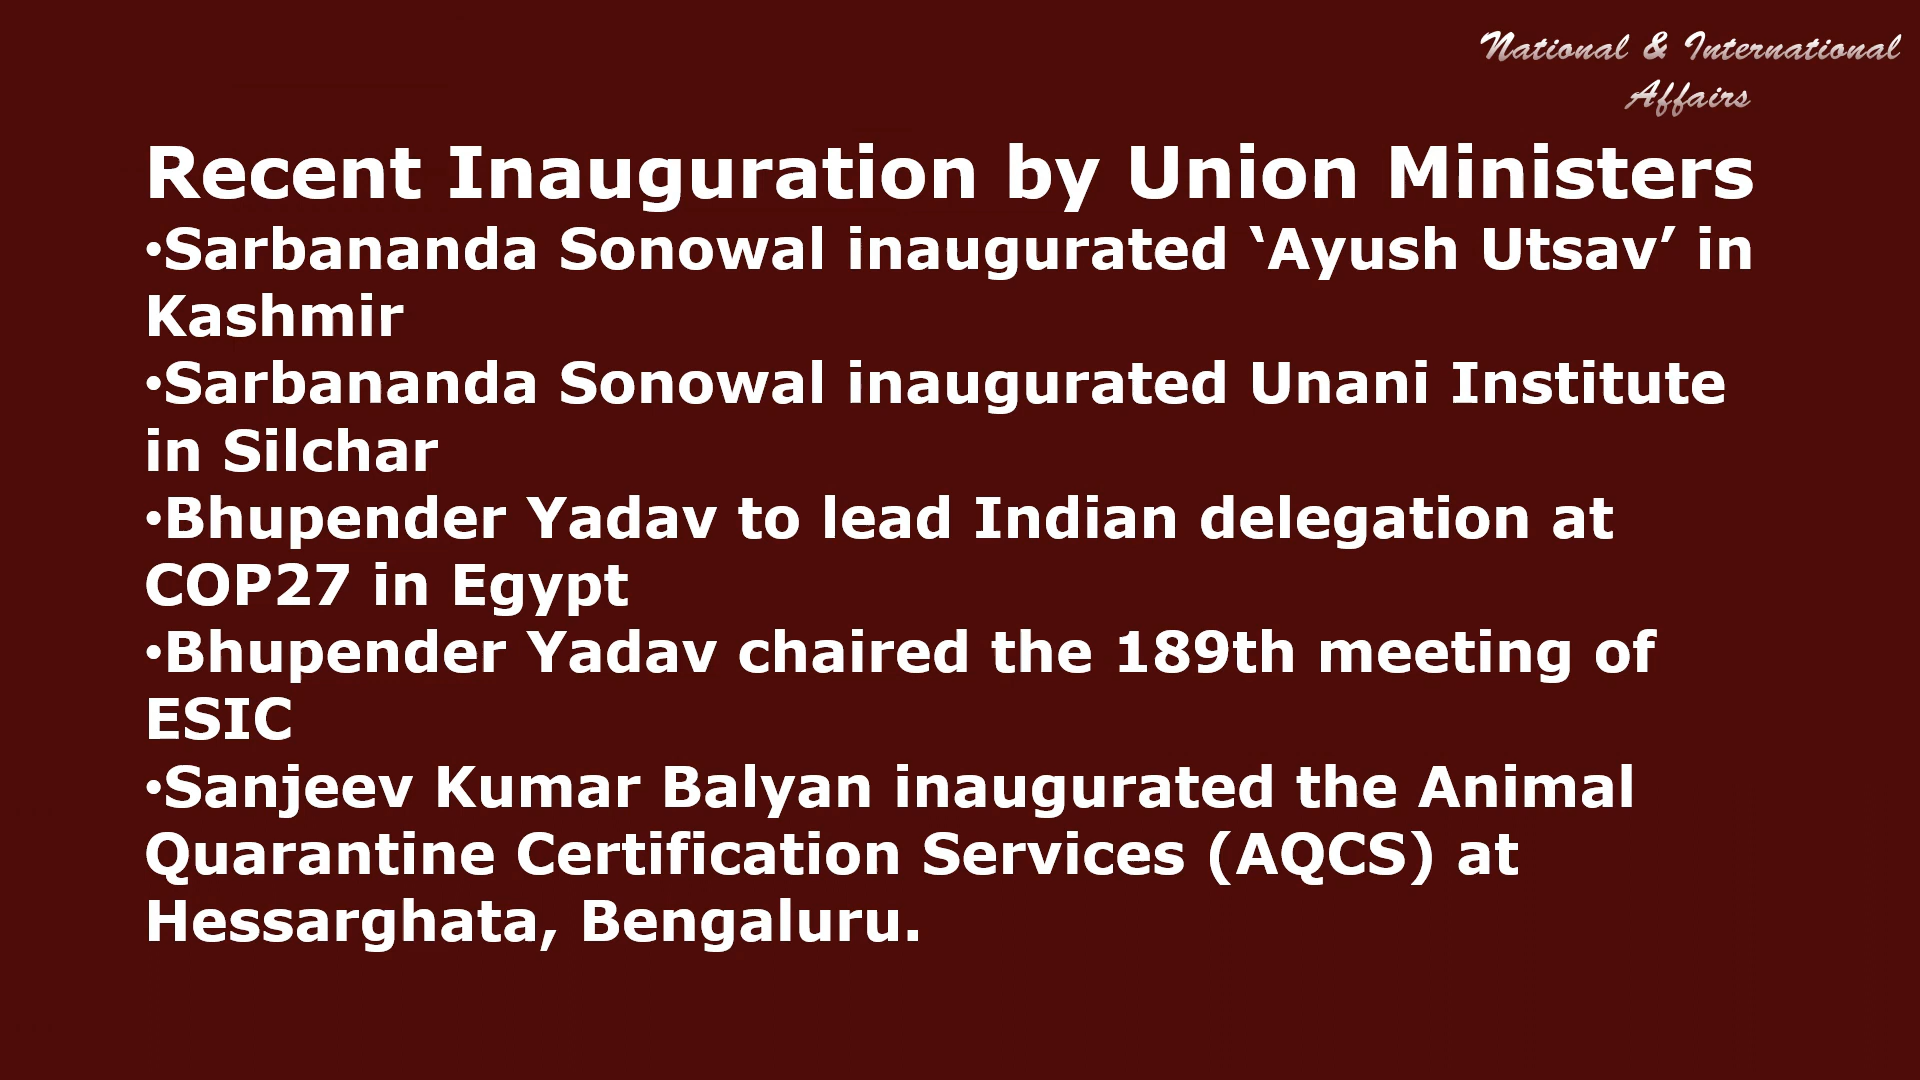 National & International
Affairs
Recent Inauguration by Union Ministers
•Sarbananda Sonowal inaugurated ‘Ayush Utsav’ in
Kashmir
•Sarbananda Sonowal inaugurated Unani Institute
in Silchar
•Bhupender Yadav to lead Indian delegation at
COP27 in Egypt
•Bhupender Yadav chaired the 189th meeting of
ESIC
•Sanjeev Kumar Balyan inaugurated the Animal
Quarantine Certification Services (AQCS) at
Hessarghata, Bengaluru.